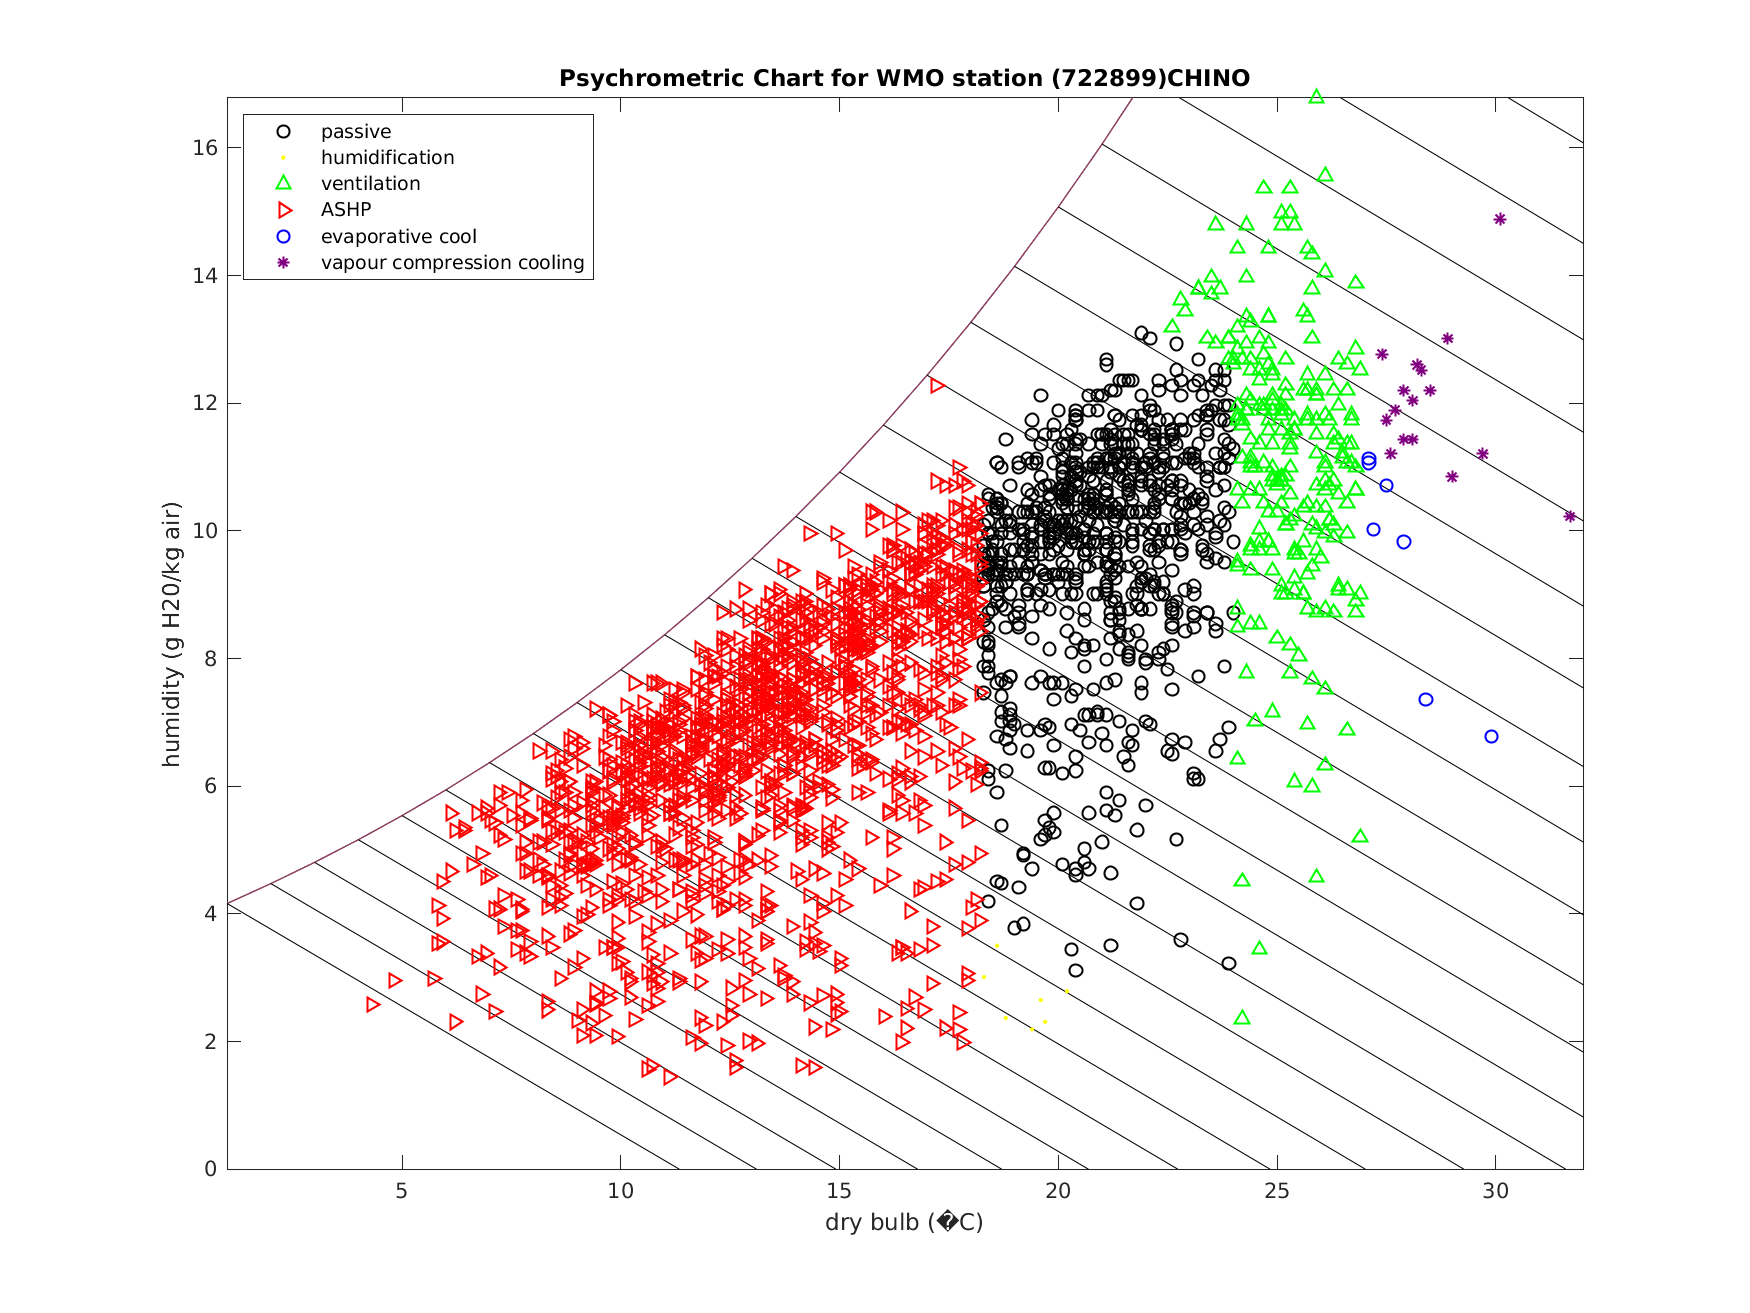 Psychrometric Chart for WMO station (722899)CHINO
passive
humidification
ventilation
ASHP
evaporative cool
vapour compression cooling
humidity (g H20/kg air)
16
14
12
10
8
6
4
2
0
5 10 15 20 25 30
dry bulb (�C)